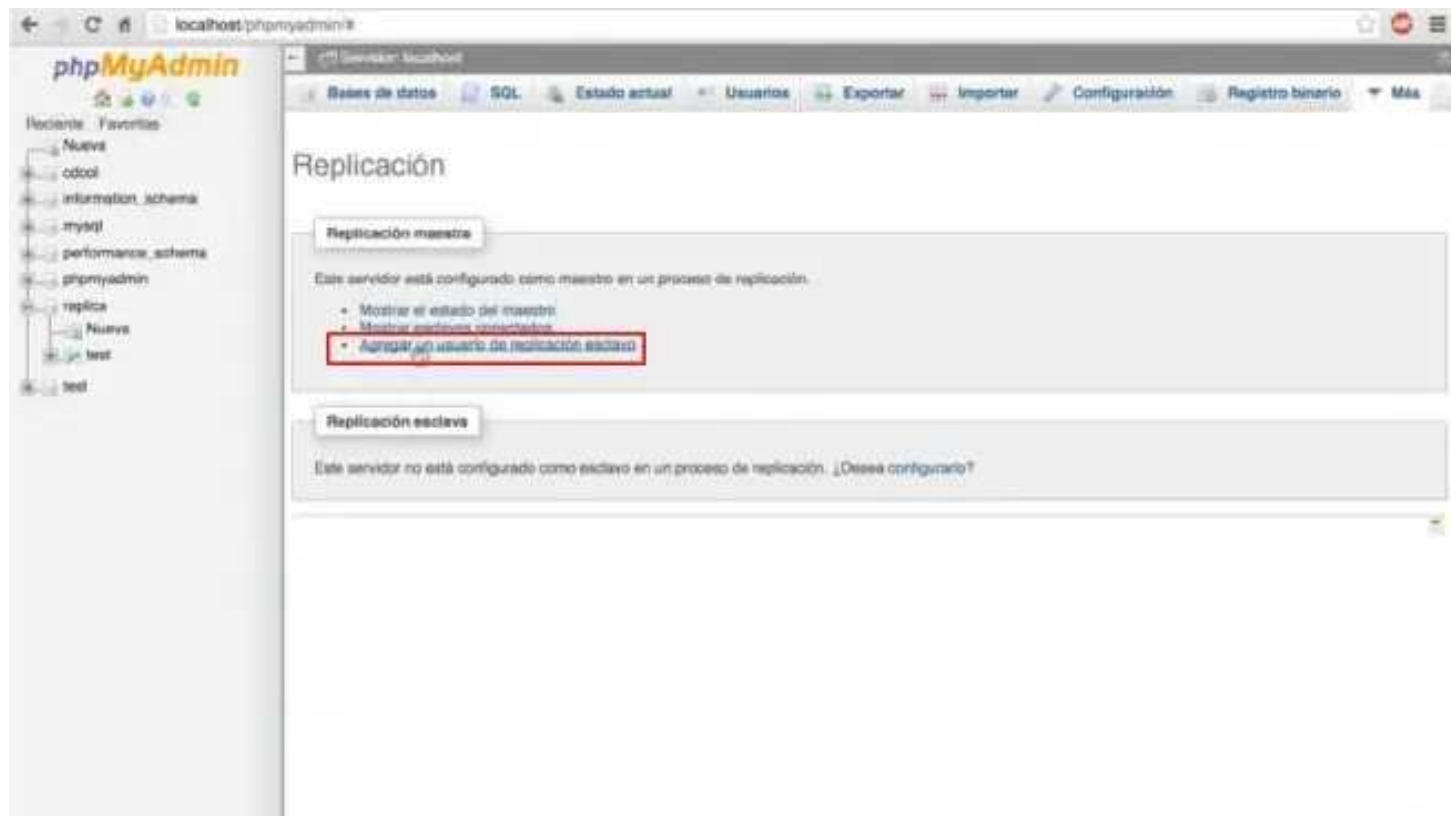 localhost/phpmyadmin/#
phpMyAdmin
Servidor: localhost
Bases de datos SQL Estado actual Usuarios Exportar Importar Configuración Registro binario Más
Reciente Favoritas
Nueva
cdcol
information_schema
mysql
performance_schema
phpmyadmin
replica
Nueva
test
test
Replicación
Replicación maestra
Este servidor está configurado como maestro en un proceso de replicación.
Mostrar el estado del maestro
Mostrar esclavos conectados
Agregar un usuario de replicación esclavo
Replicación esclava
Este servidor no está configurado como esclavo en un proceso de replicación. ¿Desea configurarlo?